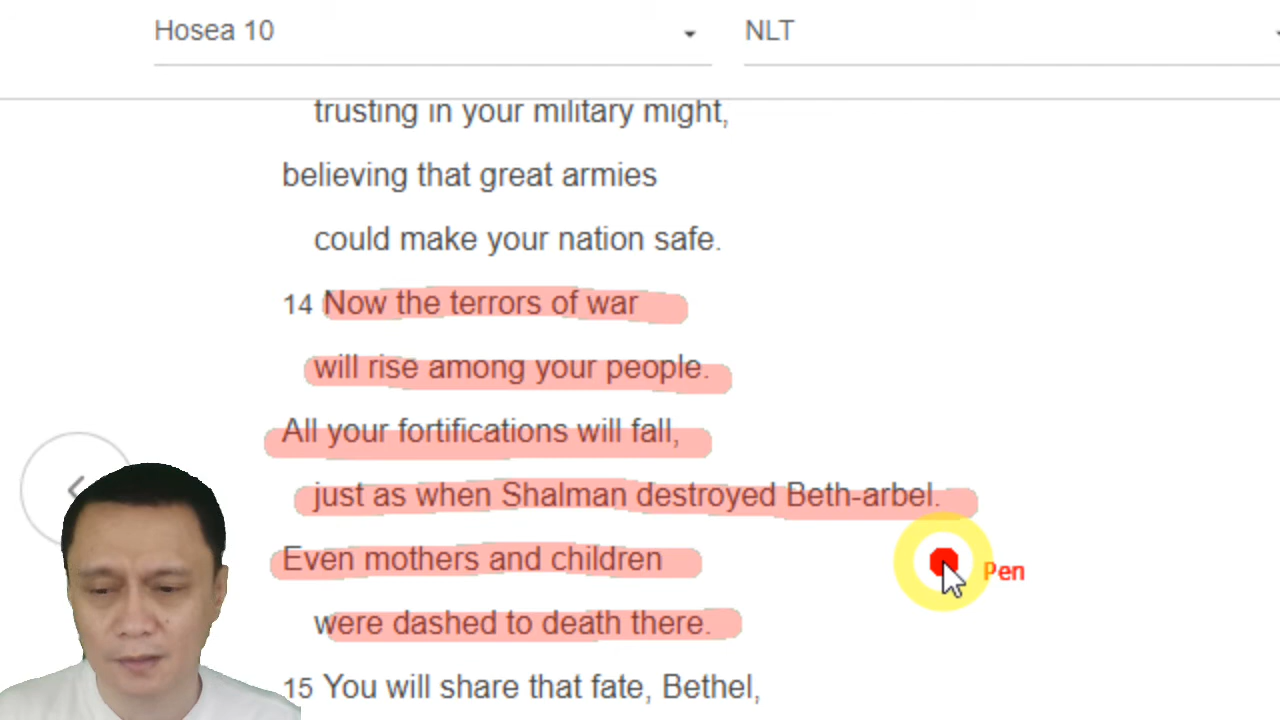 Hosea 10
NLT
trusting in your military might,
believing that great armies
could make your nation safe.
14 Now the terrors of war
will rise among your people.
All your fortifications will fall,
just as when Shalman destroyed Beth-arbel.
Even mothers and children
Pen
were dashed to death there.
15 You will share that fate, Bethel,